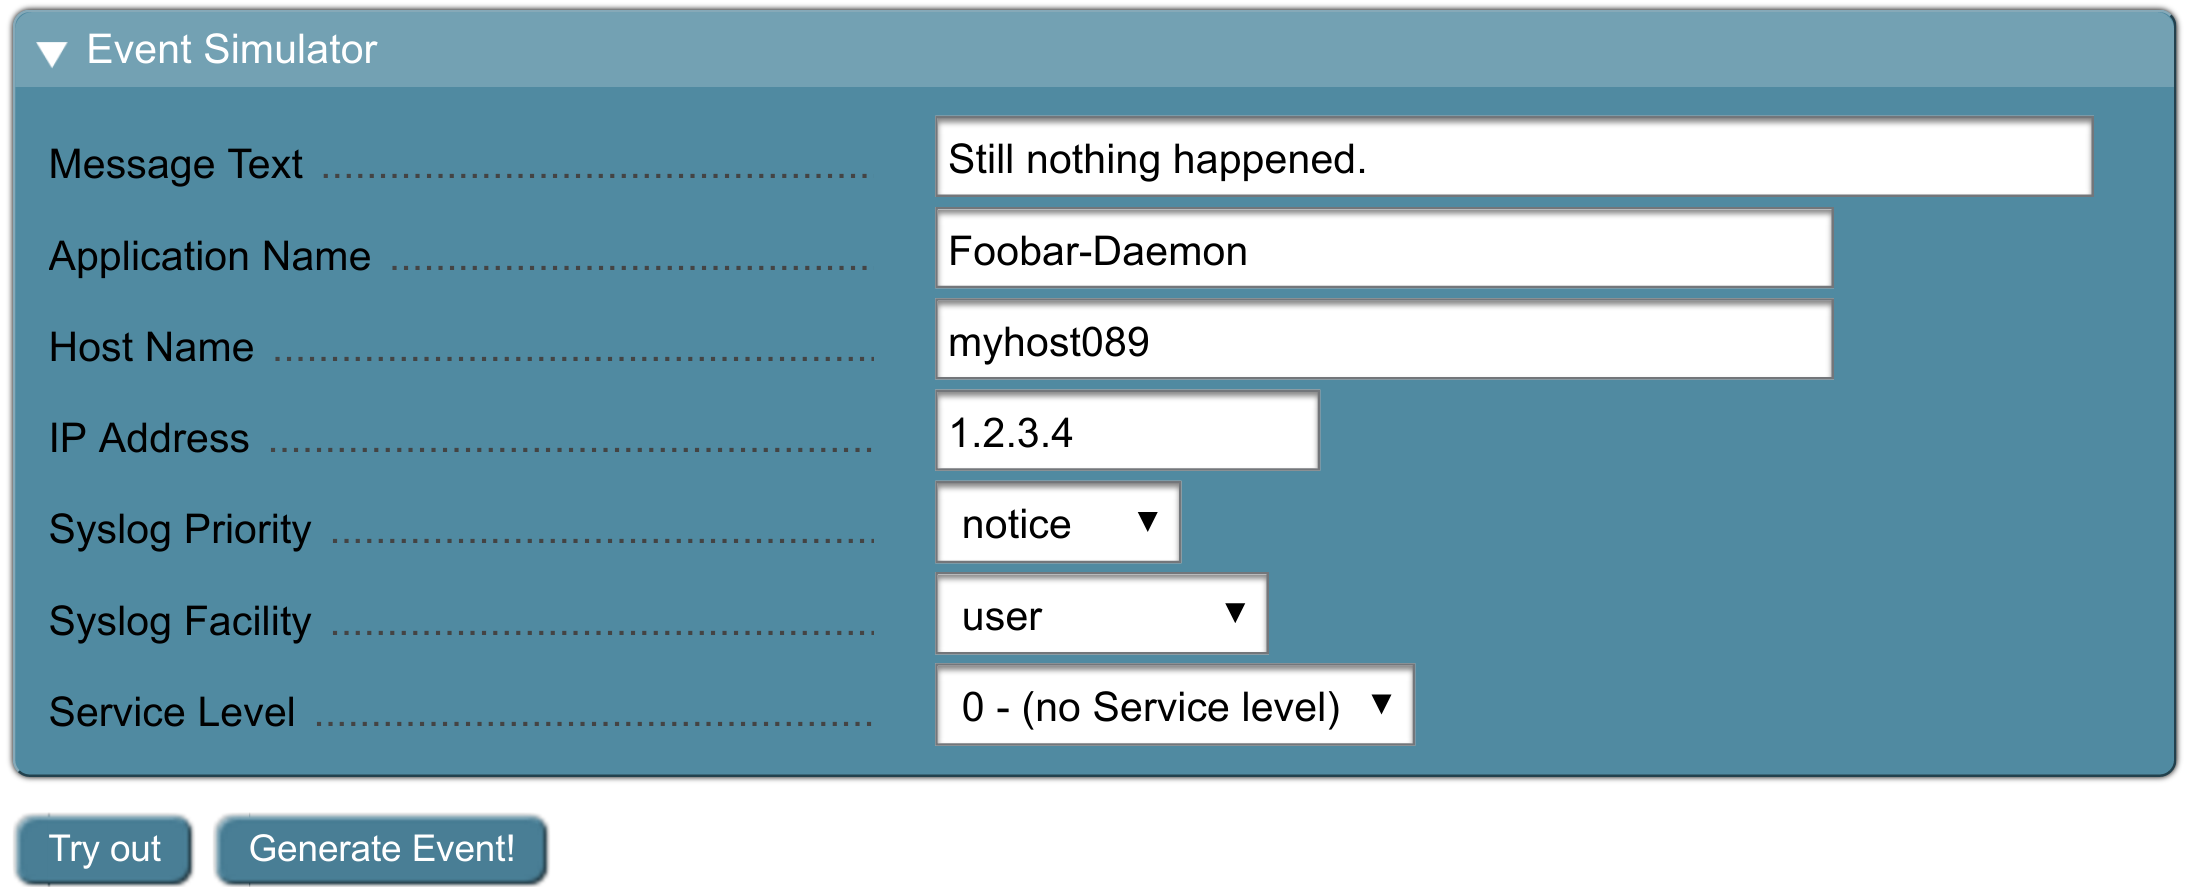 Event Simulator
Message Text Still nothing happened.
Application Name Foobar-Daemon
Host Name myhost089
IP Address 1.2.3.4
Syslog Priority notice
Syslog Facility user
Service Level 0 - (no Service level)
Try out Generate Event!